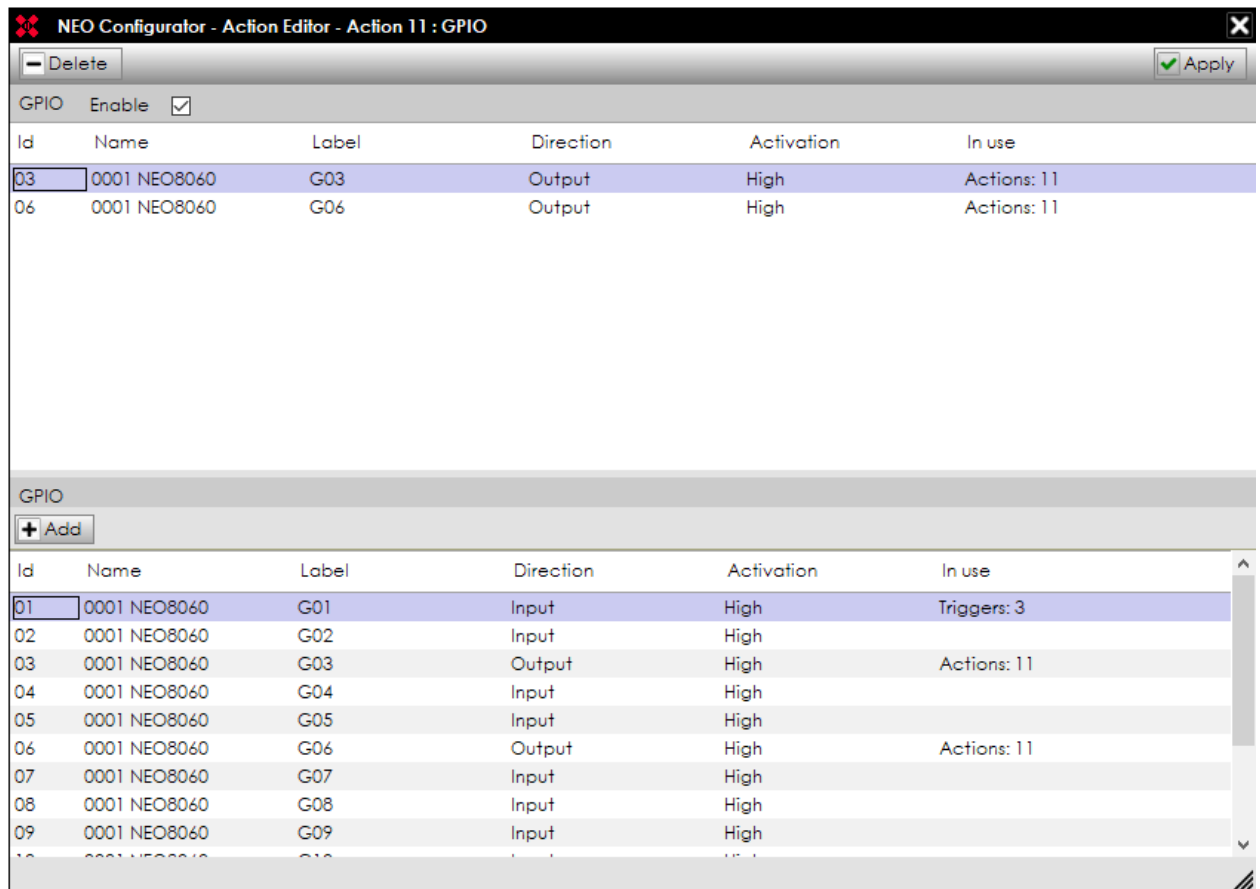 NEO Configurator - Action Editor - Action 11 : GPIO
Delete Apply
GPIO Enable
Id Name Label Direction Activation In use
03 0001 NEO8060 G03 Output High Actions: 11
06 0001 NEO8060 G06 Output High Actions: 11
GPIO
Add
Id Name Label Direction Activation In use
01 0001 NEO8060 G01 Input High Triggers: 3
02 0001 NEO8060 G02 Input High
03 0001 NEO8060 G03 Output High Actions: 11
04 0001 NEO8060 G04 Input High
05 0001 NEO8060 G05 Input High
06 0001 NEO8060 G06 Output High Actions: 11
07 0001 NEO8060 G07 Input High
08 0001 NEO8060 G08 Input High
09 0001 NEO8060 G09 Input High